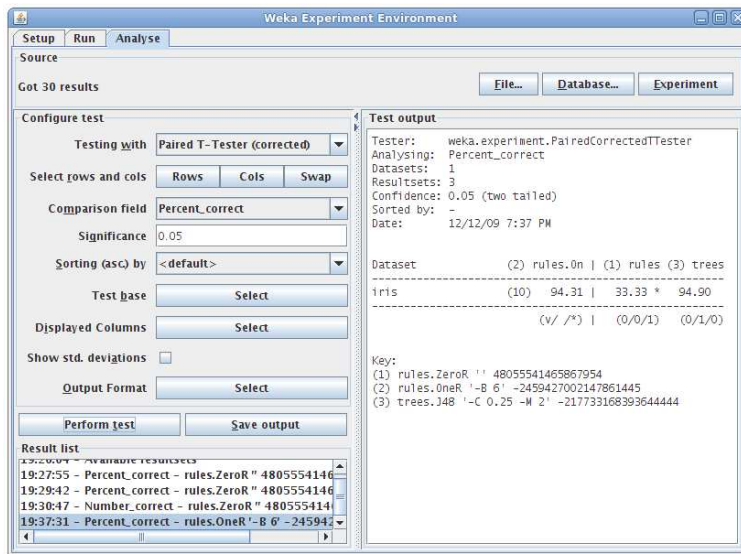 Weka Experiment Environment
Setup Run Analyse
Source
Got 30 results
File... Database... Experiment
Configure test
Testing with Paired T-Tester (corrected)
Select rows and cols Rows Cols Swap
Comparison field Percent_correct
Significance 0.05
Sorting (asc.) by <default>
Test base Select
Displayed Columns Select
Show std. deviations
Output Format Select
Perform test Save output
Result list
19:26:04 - Available resultsets
19:27:55 - Percent_correct - rules.ZeroR '' 4805554146
19:29:42 - Percent_correct - rules.ZeroR '' 4805554146
19:30:47 - Number_correct - rules.ZeroR '' 480555414
19:37:31 - Percent_correct - rules.OneR '-B 6' -24594
Test output
Tester: weka.experiment.PairedCorrectedTTester
Analysing: Percent_correct
Datasets: 1
Resultsets: 3
Confidence: 0.05 (two tailed)
Sorted by: -
Date: 12/12/09 7:37 PM
Dataset (2) rules.On | (1) rules (3) trees
--------------------------------------------------
iris (10) 94.31 | 33.33 * 94.90
--------------------------------------------------
(v/ /*) | (0/0/1) (0/1/0)
Key:
(1) rules.ZeroR '' 48055541465867954
(2) rules.OneR '-B 6' -2459427002147861445
(3) trees.J48 '-C 0.25 -M 2' -217733168393644444